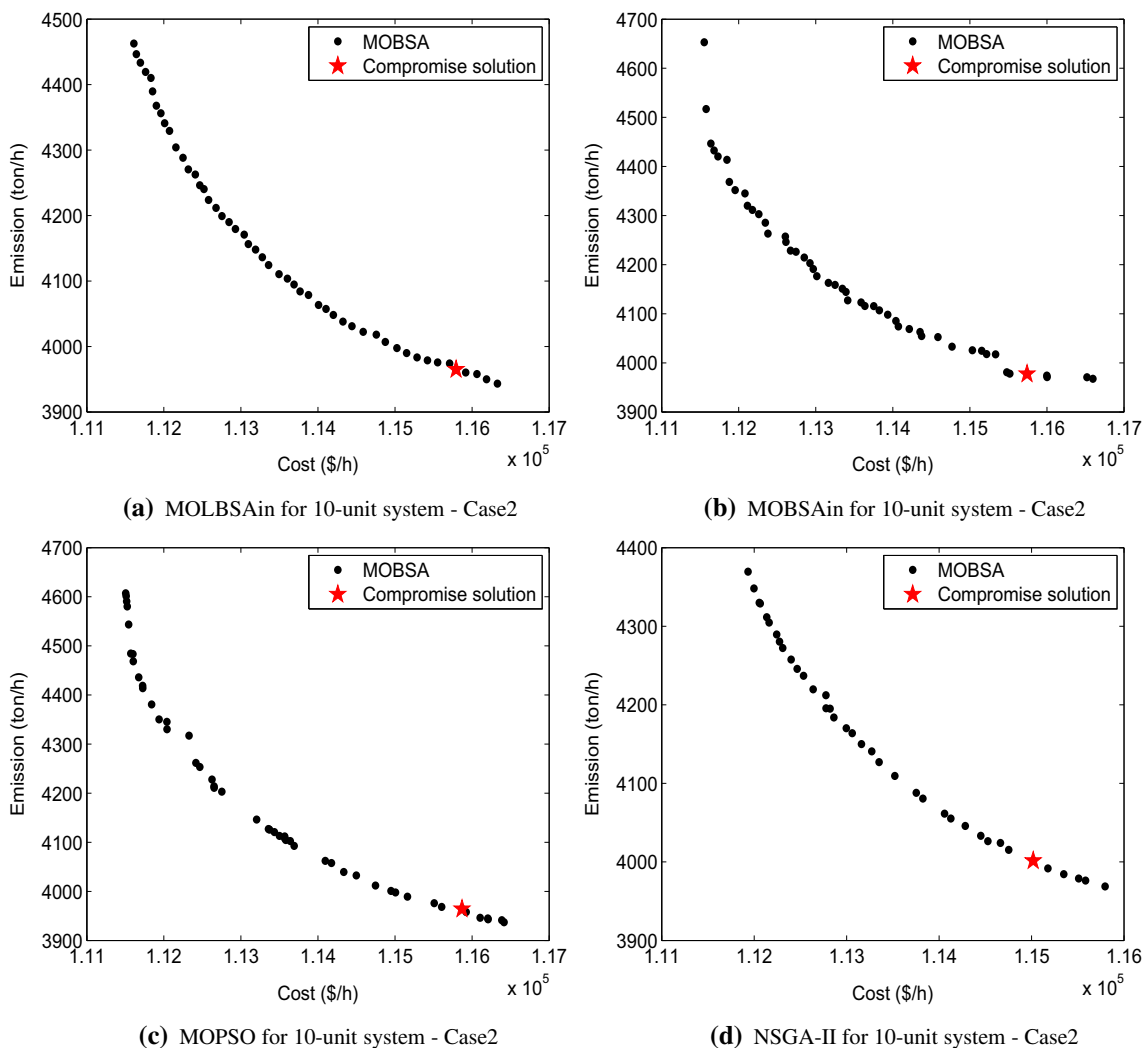 4500
4400
4300
4200
4100
4000
3900
Emission (ton/h)
MOBSA
Compromise solution
1.11
1.12
1.13
1.14
1.15
1.16
1.17
Cost ($/h)
x 10^5
(a) MOLBSAin for 10-unit system - Case2
4700
4600
4500
4400
4300
4200
4100
4000
3900
Emission (ton/h)
MOBSA
Compromise solution
1.11
1.12
1.13
1.14
1.15
1.16
1.17
Cost ($/h)
x 10^5
(b) MOBSAin for 10-unit system - Case2
4700
4600
4500
4400
4300
4200
4100
4000
3900
Emission (ton/h)
MOBSA
Compromise solution
1.11
1.12
1.13
1.14
1.15
1.16
1.17
Cost ($/h)
x 10^5
(c) MOPSO for 10-unit system - Case2
4400
4300
4200
4100
4000
3900
Emission (ton/h)
MOBSA
Compromise solution
1.11
1.12
1.13
1.14
1.15
1.16
Cost ($/h)
x 10^5
(d) NSGA-II for 10-unit system - Case2